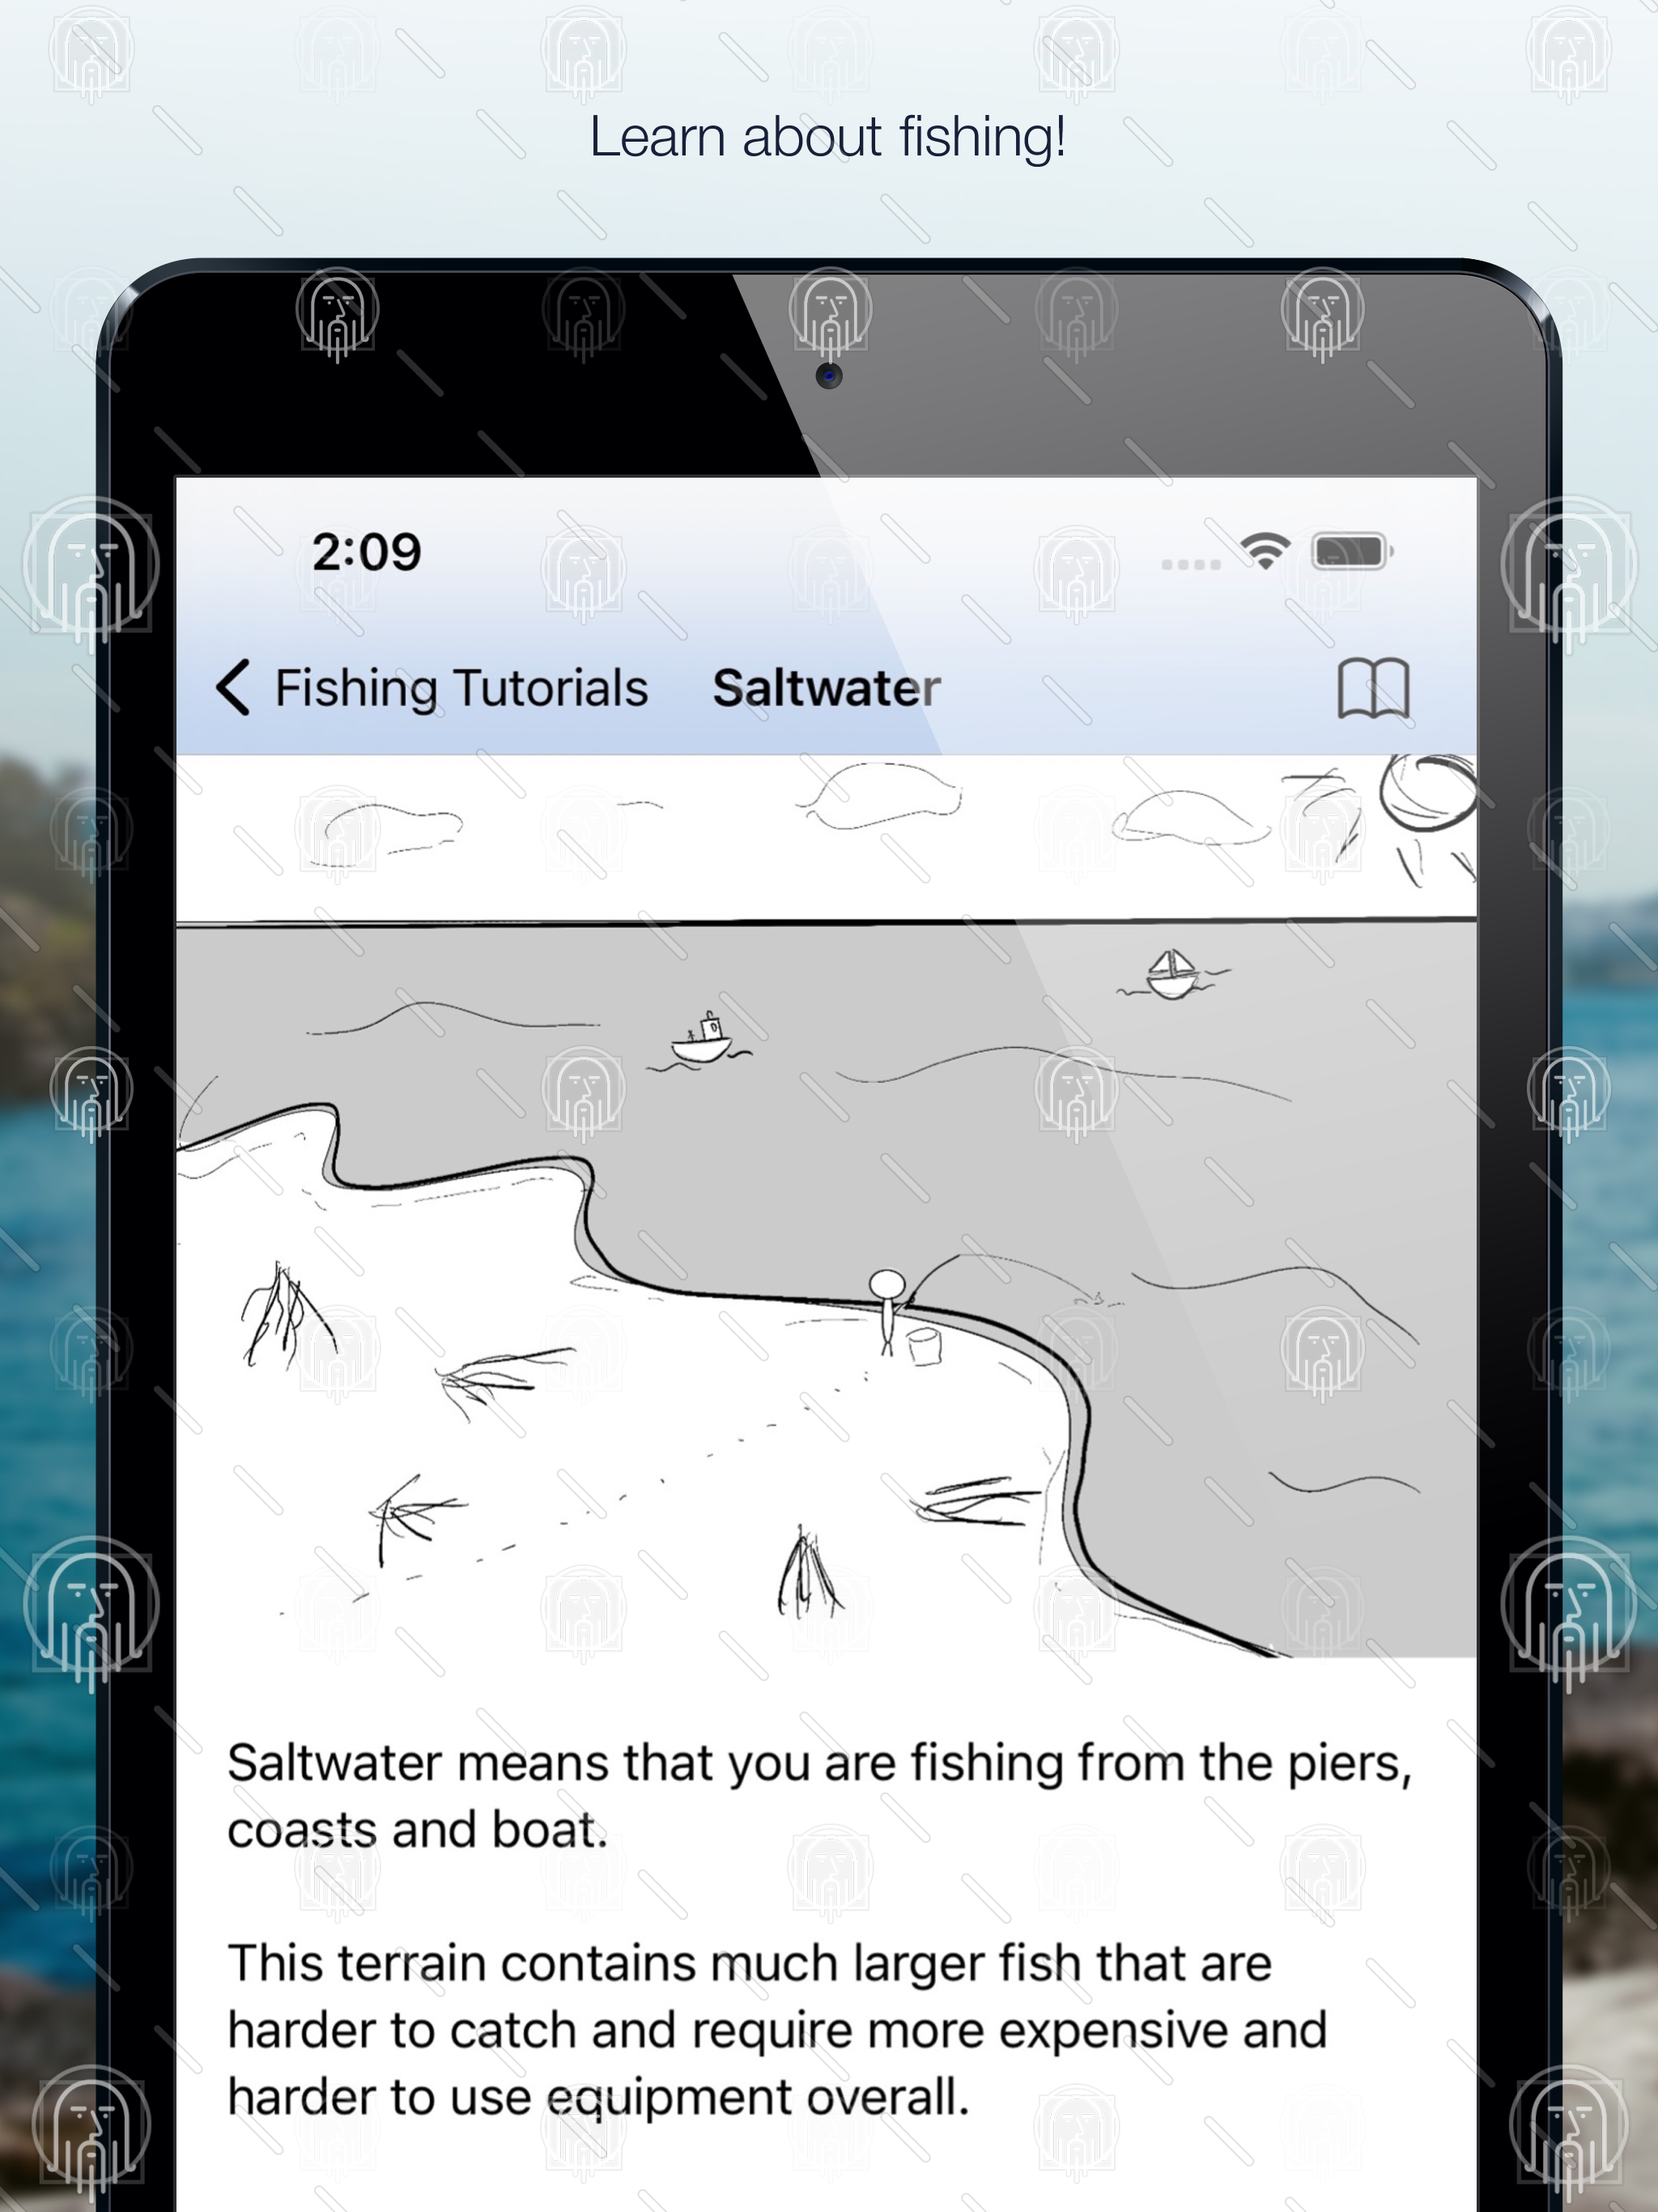 Learn about fishing!
2:09
Fishing Tutorials Saltwater
Saltwater means that you are fishing from the piers,
coasts and boat.
This terrain contains much larger fish that are
harder to catch and require more expensive and
harder to use equipment overall.